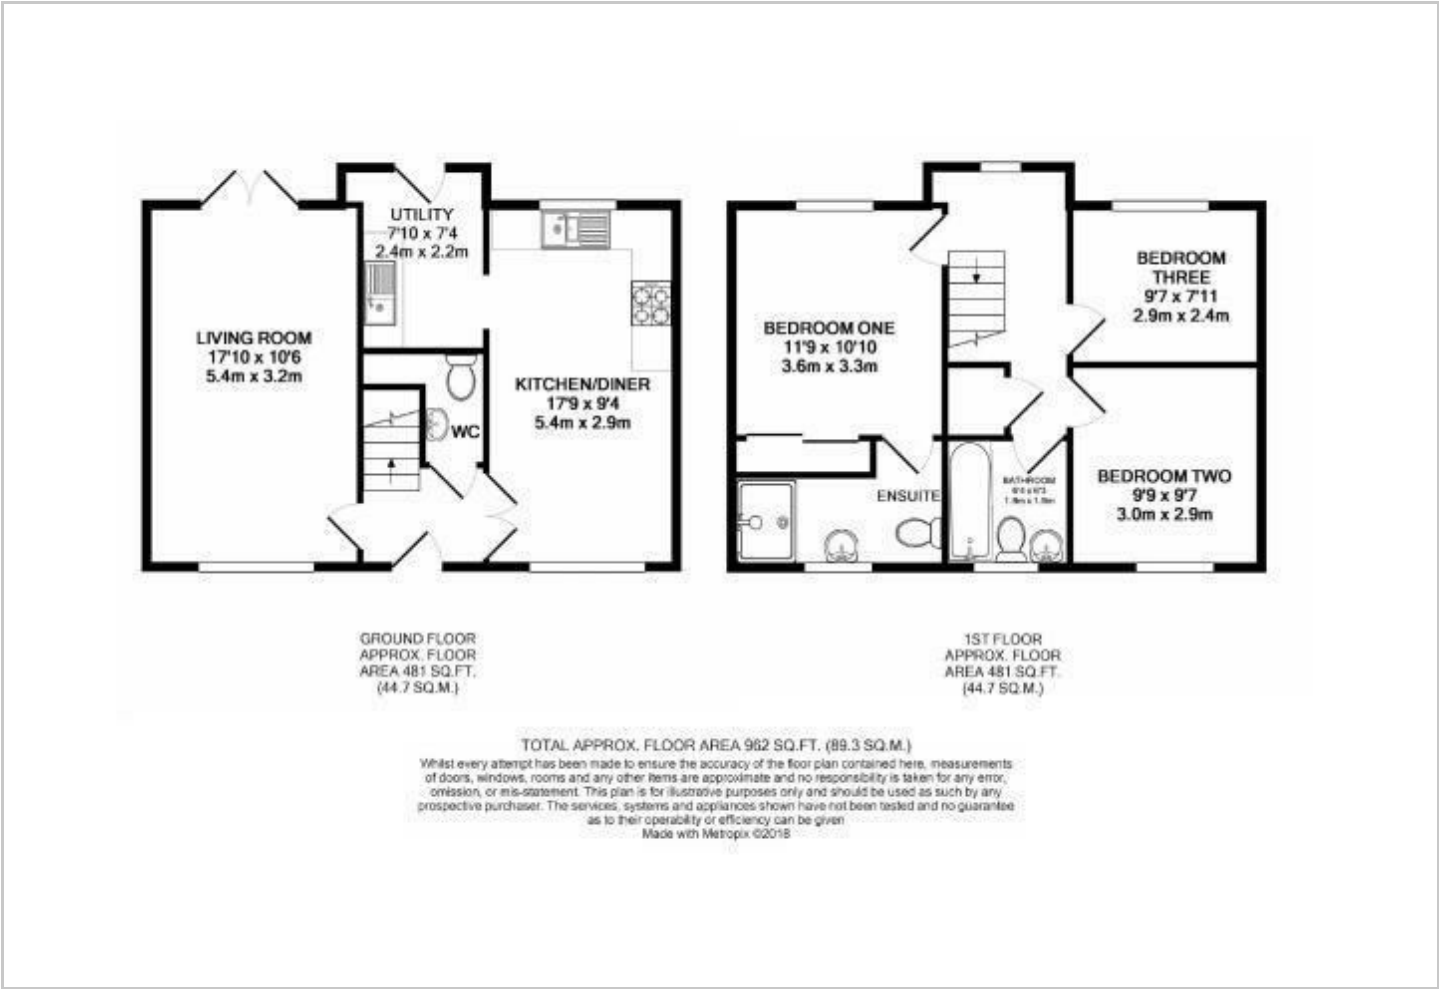 UTILITY
7'10 x 7'4
2.4m x 2.2m
LIVING ROOM
17'10 x 10'6
5.4m x 3.2m
KITCHEN/DINER
17'9 x 9'4
5.4m x 2.9m
WC
BEDROOM ONE
11'9 x 10'10
3.6m x 3.3m
BEDROOM
THREE
9'7 x 7'11
2.9m x 2.4m
BEDROOM TWO
9'9 x 9'7
3.0m x 2.9m
ENSUITE
BATHROOM
GROUND FLOOR
APPROX. FLOOR
AREA 481 SQ.FT.
(44.7 SQ.M.)
1ST FLOOR
APPROX. FLOOR
AREA 481 SQ.FT.
(44.7 SQ.M.)
TOTAL APPROX. FLOOR AREA 962 SQ.FT. (89.3 SQ.M.)
Whilst every attempt has been made to ensure the accuracy of the floor plan contained here, measurements
of doors, windows, rooms and any other items are approximate and no responsibility is taken for any error,
omission, or mis-statement. This plan is for illustrative purposes only and should be used as such by any
prospective purchaser. The services, systems and appliances shown have not been tested and no guarantee
as to their operability or efficiency can be given
Made with Metropix ©2018